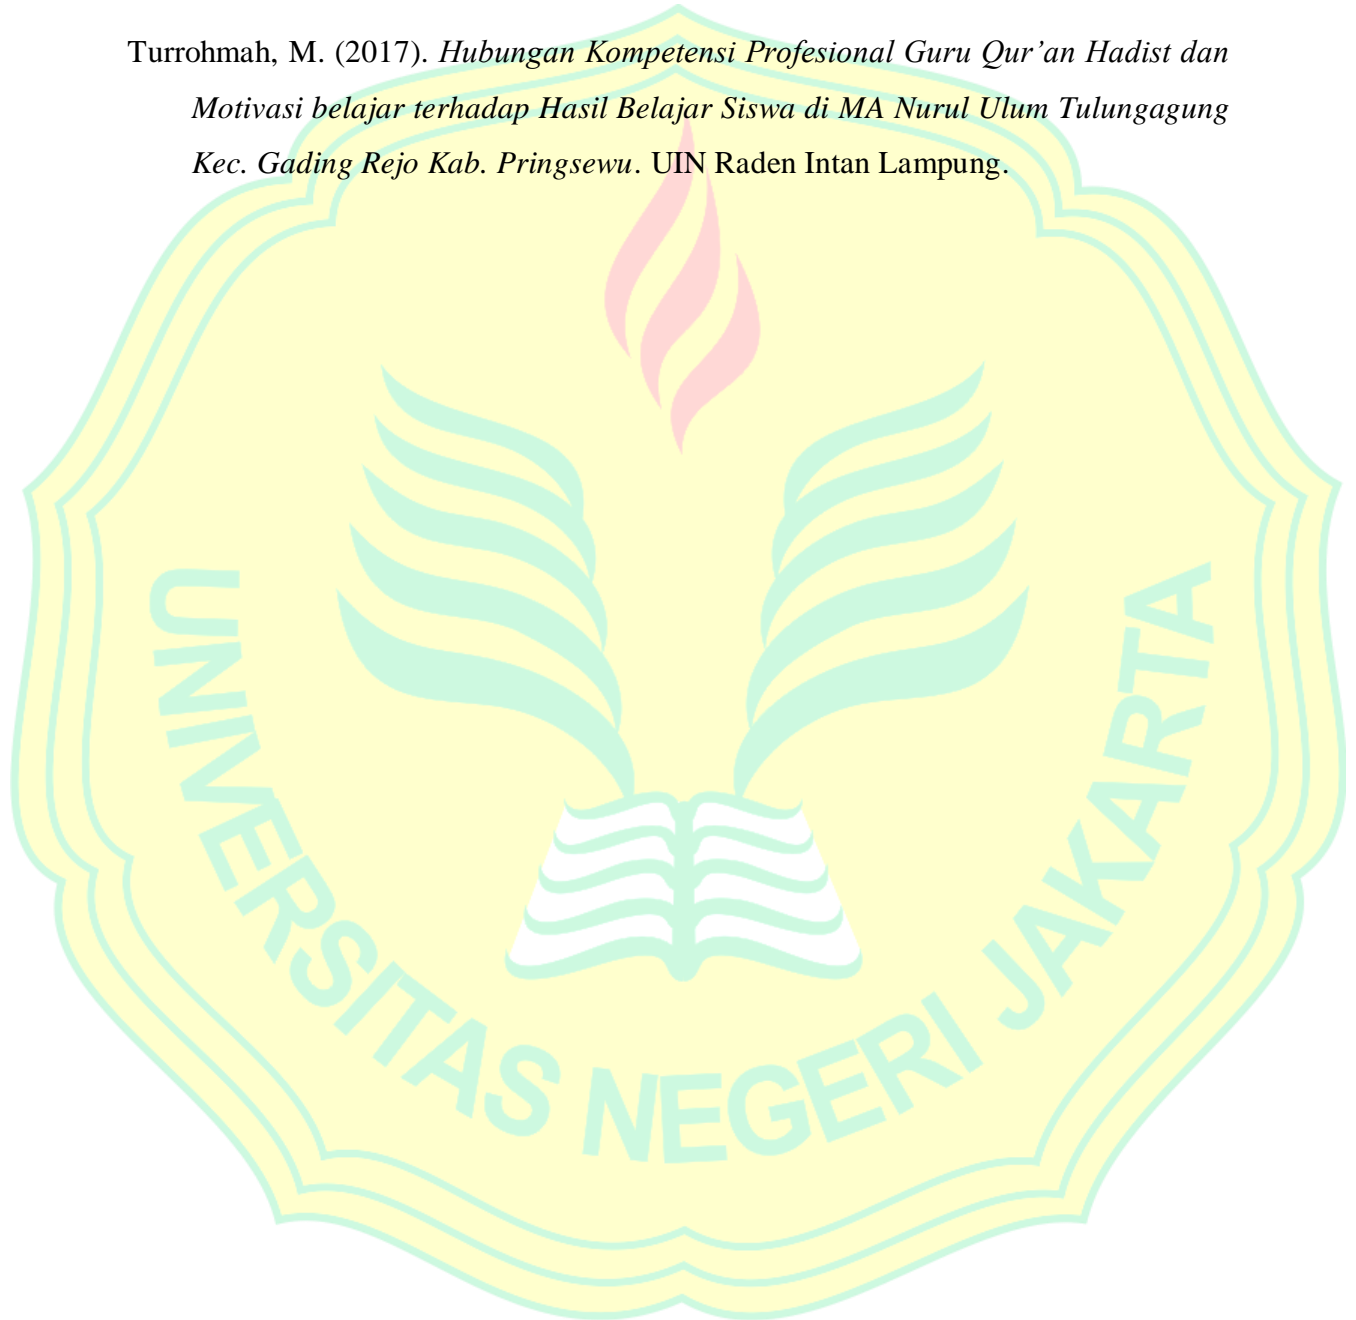 Turrohmah, M. (2017). Hubungan Kompetensi Profesional Guru Qur’an Hadist dan
Motivasi belajar terhadap Hasil Belajar Siswa di MA Nurul Ulum Tulungagung
Kec. Gading Rejo Kab. Pringsewu. UIN Raden Intan Lampung.
UNIVERSITAS NEGERI JAKARTA